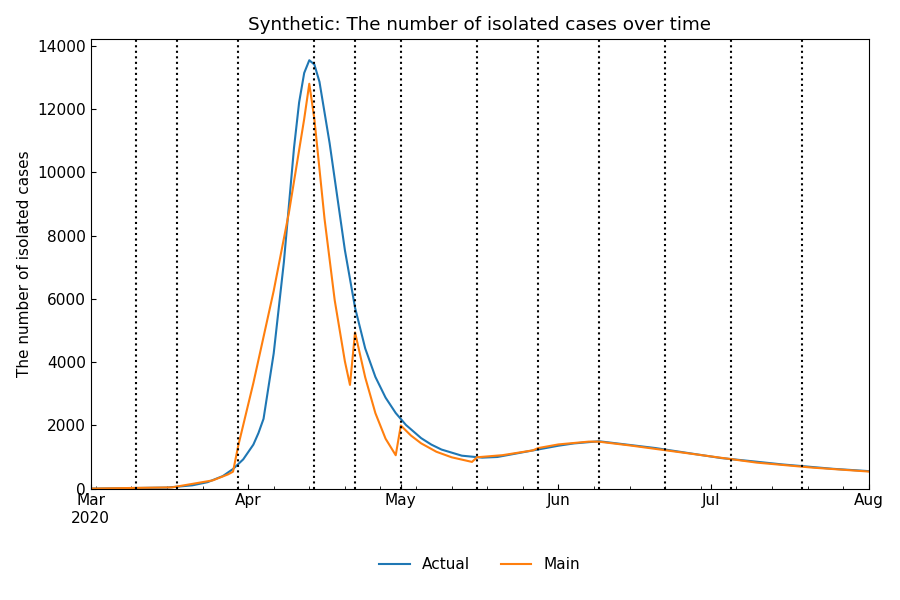 Synthetic: The number of isolated cases over time
The number of isolated cases
14000
12000
10000
8000
6000
4000
2000
0
Mar Apr May Jun Jul Aug
2020
Actual Main